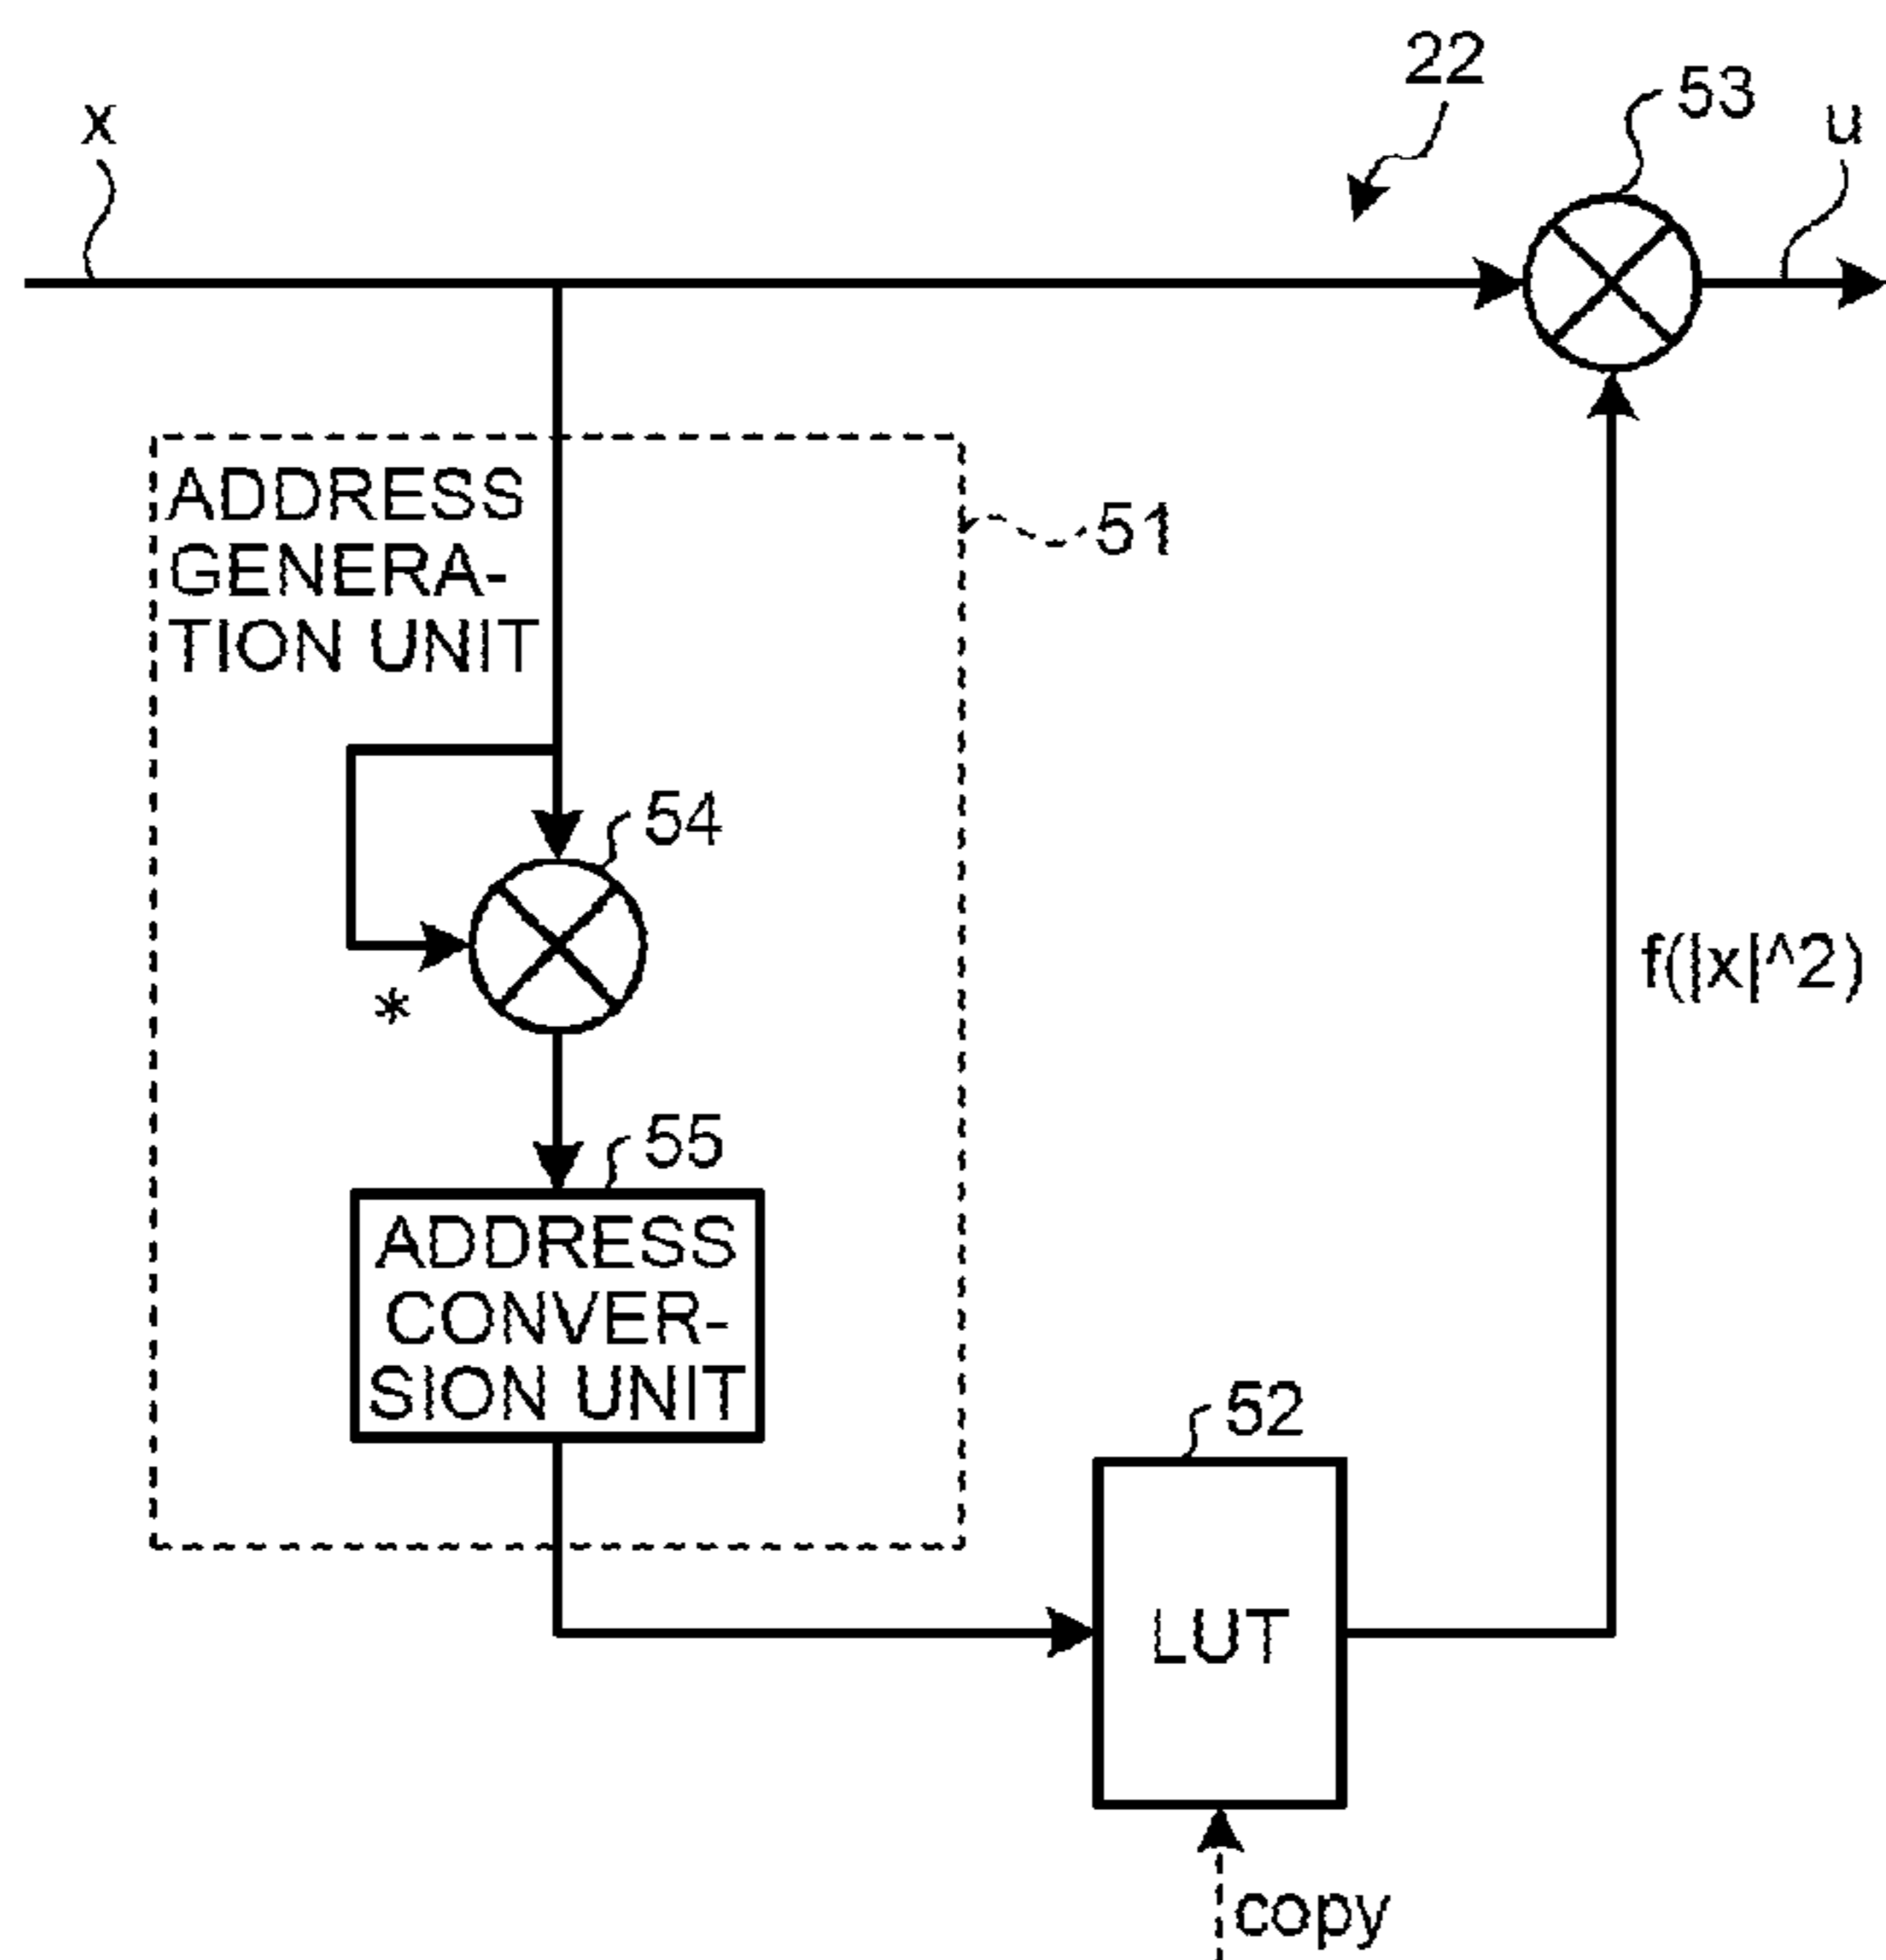 22
53
x
u
ADDRESS
GENERA-
TION UNIT
51
54
*
f(|x|^2)
55
ADDRESS
CONVER-
SION UNIT
52
LUT
copy